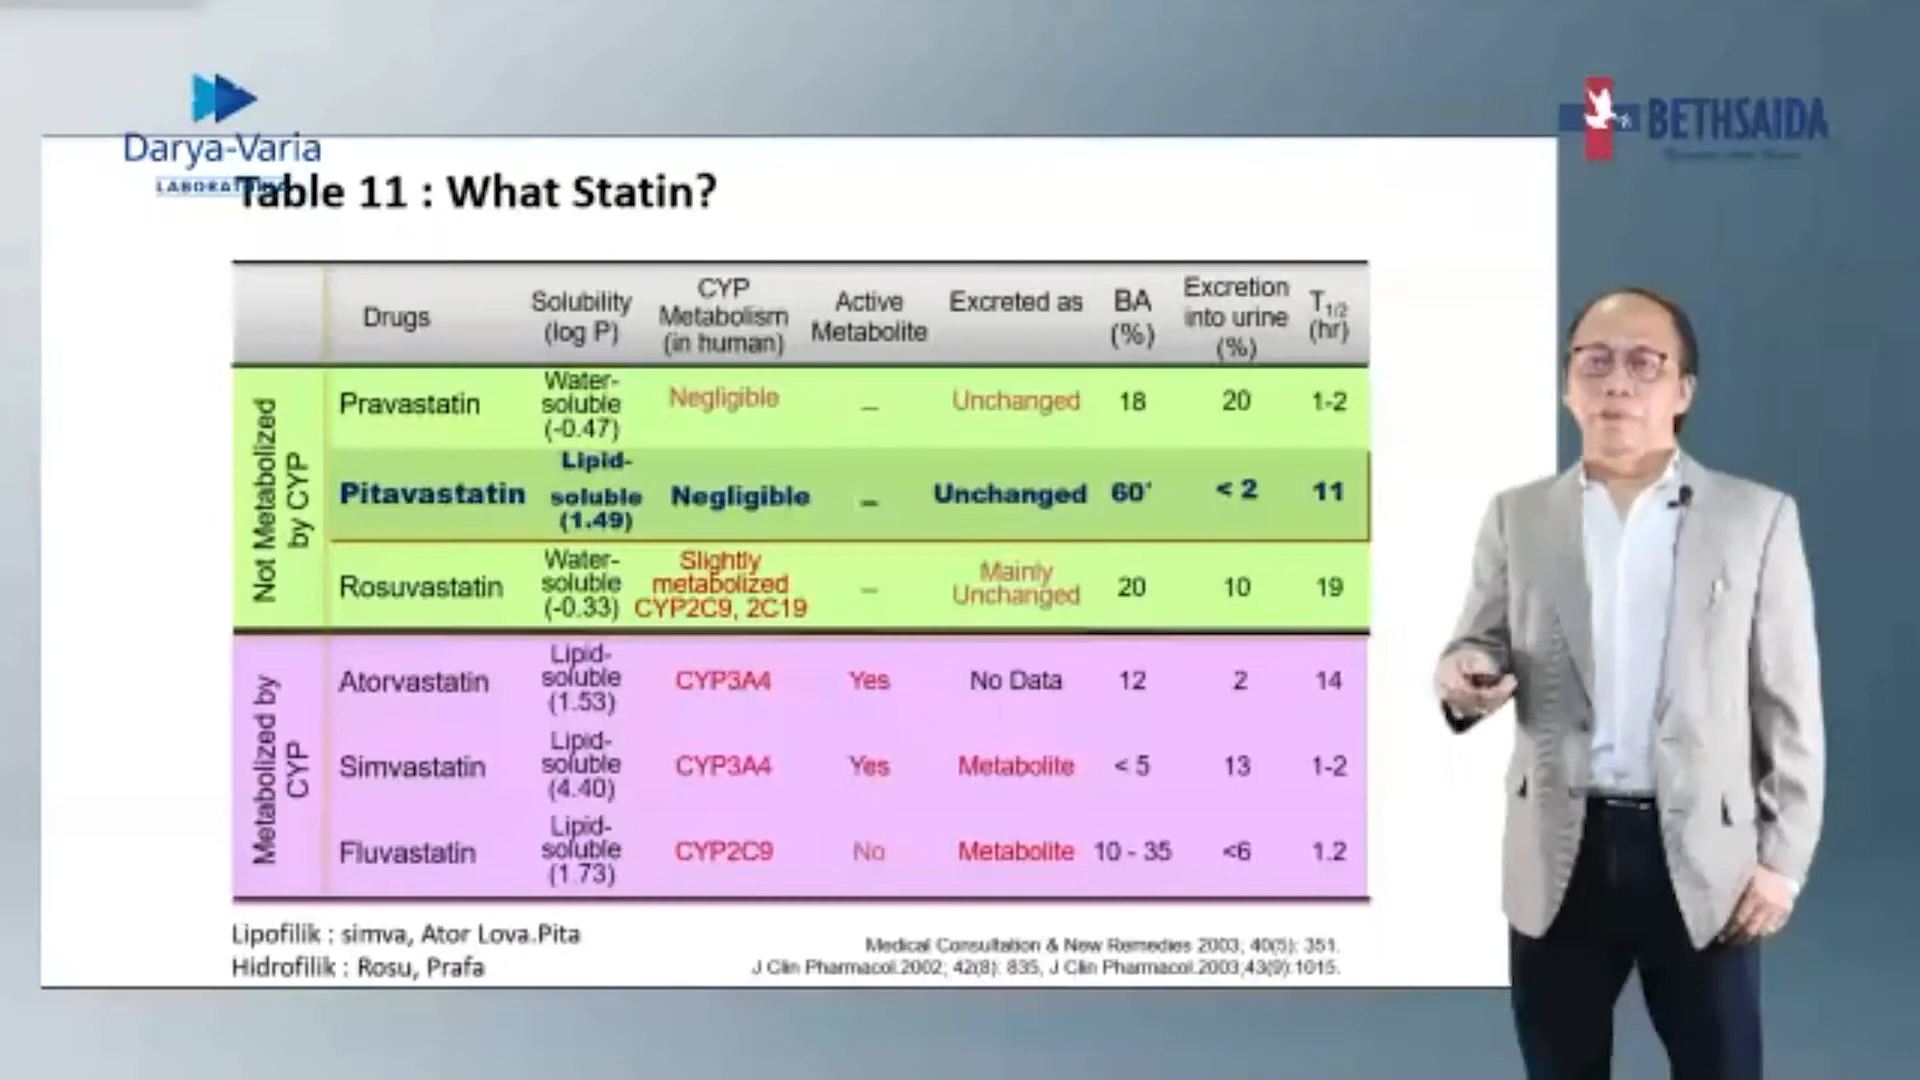 Darya-Varia
BETHSAIDA
Table 11 : What Statin?
Drugs
Solubility
(log P)
CYP
Metabolism
(in human)
Active
Metabolite
Excreted as
BA
(%)
Excretion
into urine
(%)
T1/2
(hr)
Not Metabolized
by CYP
Pravastatin
Water-
soluble
(-0.47)
Negligible
–
Unchanged
18
20
1-2
Pitavastatin
Lipid-
soluble
(1.49)
Negligible
–
Unchanged
60*
< 2
11
Rosuvastatin
Water-
soluble
(-0.33)
Slightly
metabolized
CYP2C9, 2C19
–
Mainly
Unchanged
20
10
19
Metabolized by
CYP
Atorvastatin
Lipid-
soluble
(1.53)
CYP3A4
Yes
No Data
12
2
14
Simvastatin
Lipid-
soluble
(4.40)
CYP3A4
Yes
Metabolite
< 5
13
1-2
Fluvastatin
Lipid-
soluble
(1.73)
CYP2C9
No
Metabolite
10 - 35
<6
1.2
Lipofilik : simva, Ator Lova.Pita
Hidrofilik : Rosu, Prafa
Medical Consultation & New Remedies 2003; 40(5): 351.
J Clin Pharmacol.2002; 42(8): 835, J Clin Pharmacol.2003;43(9):1015.